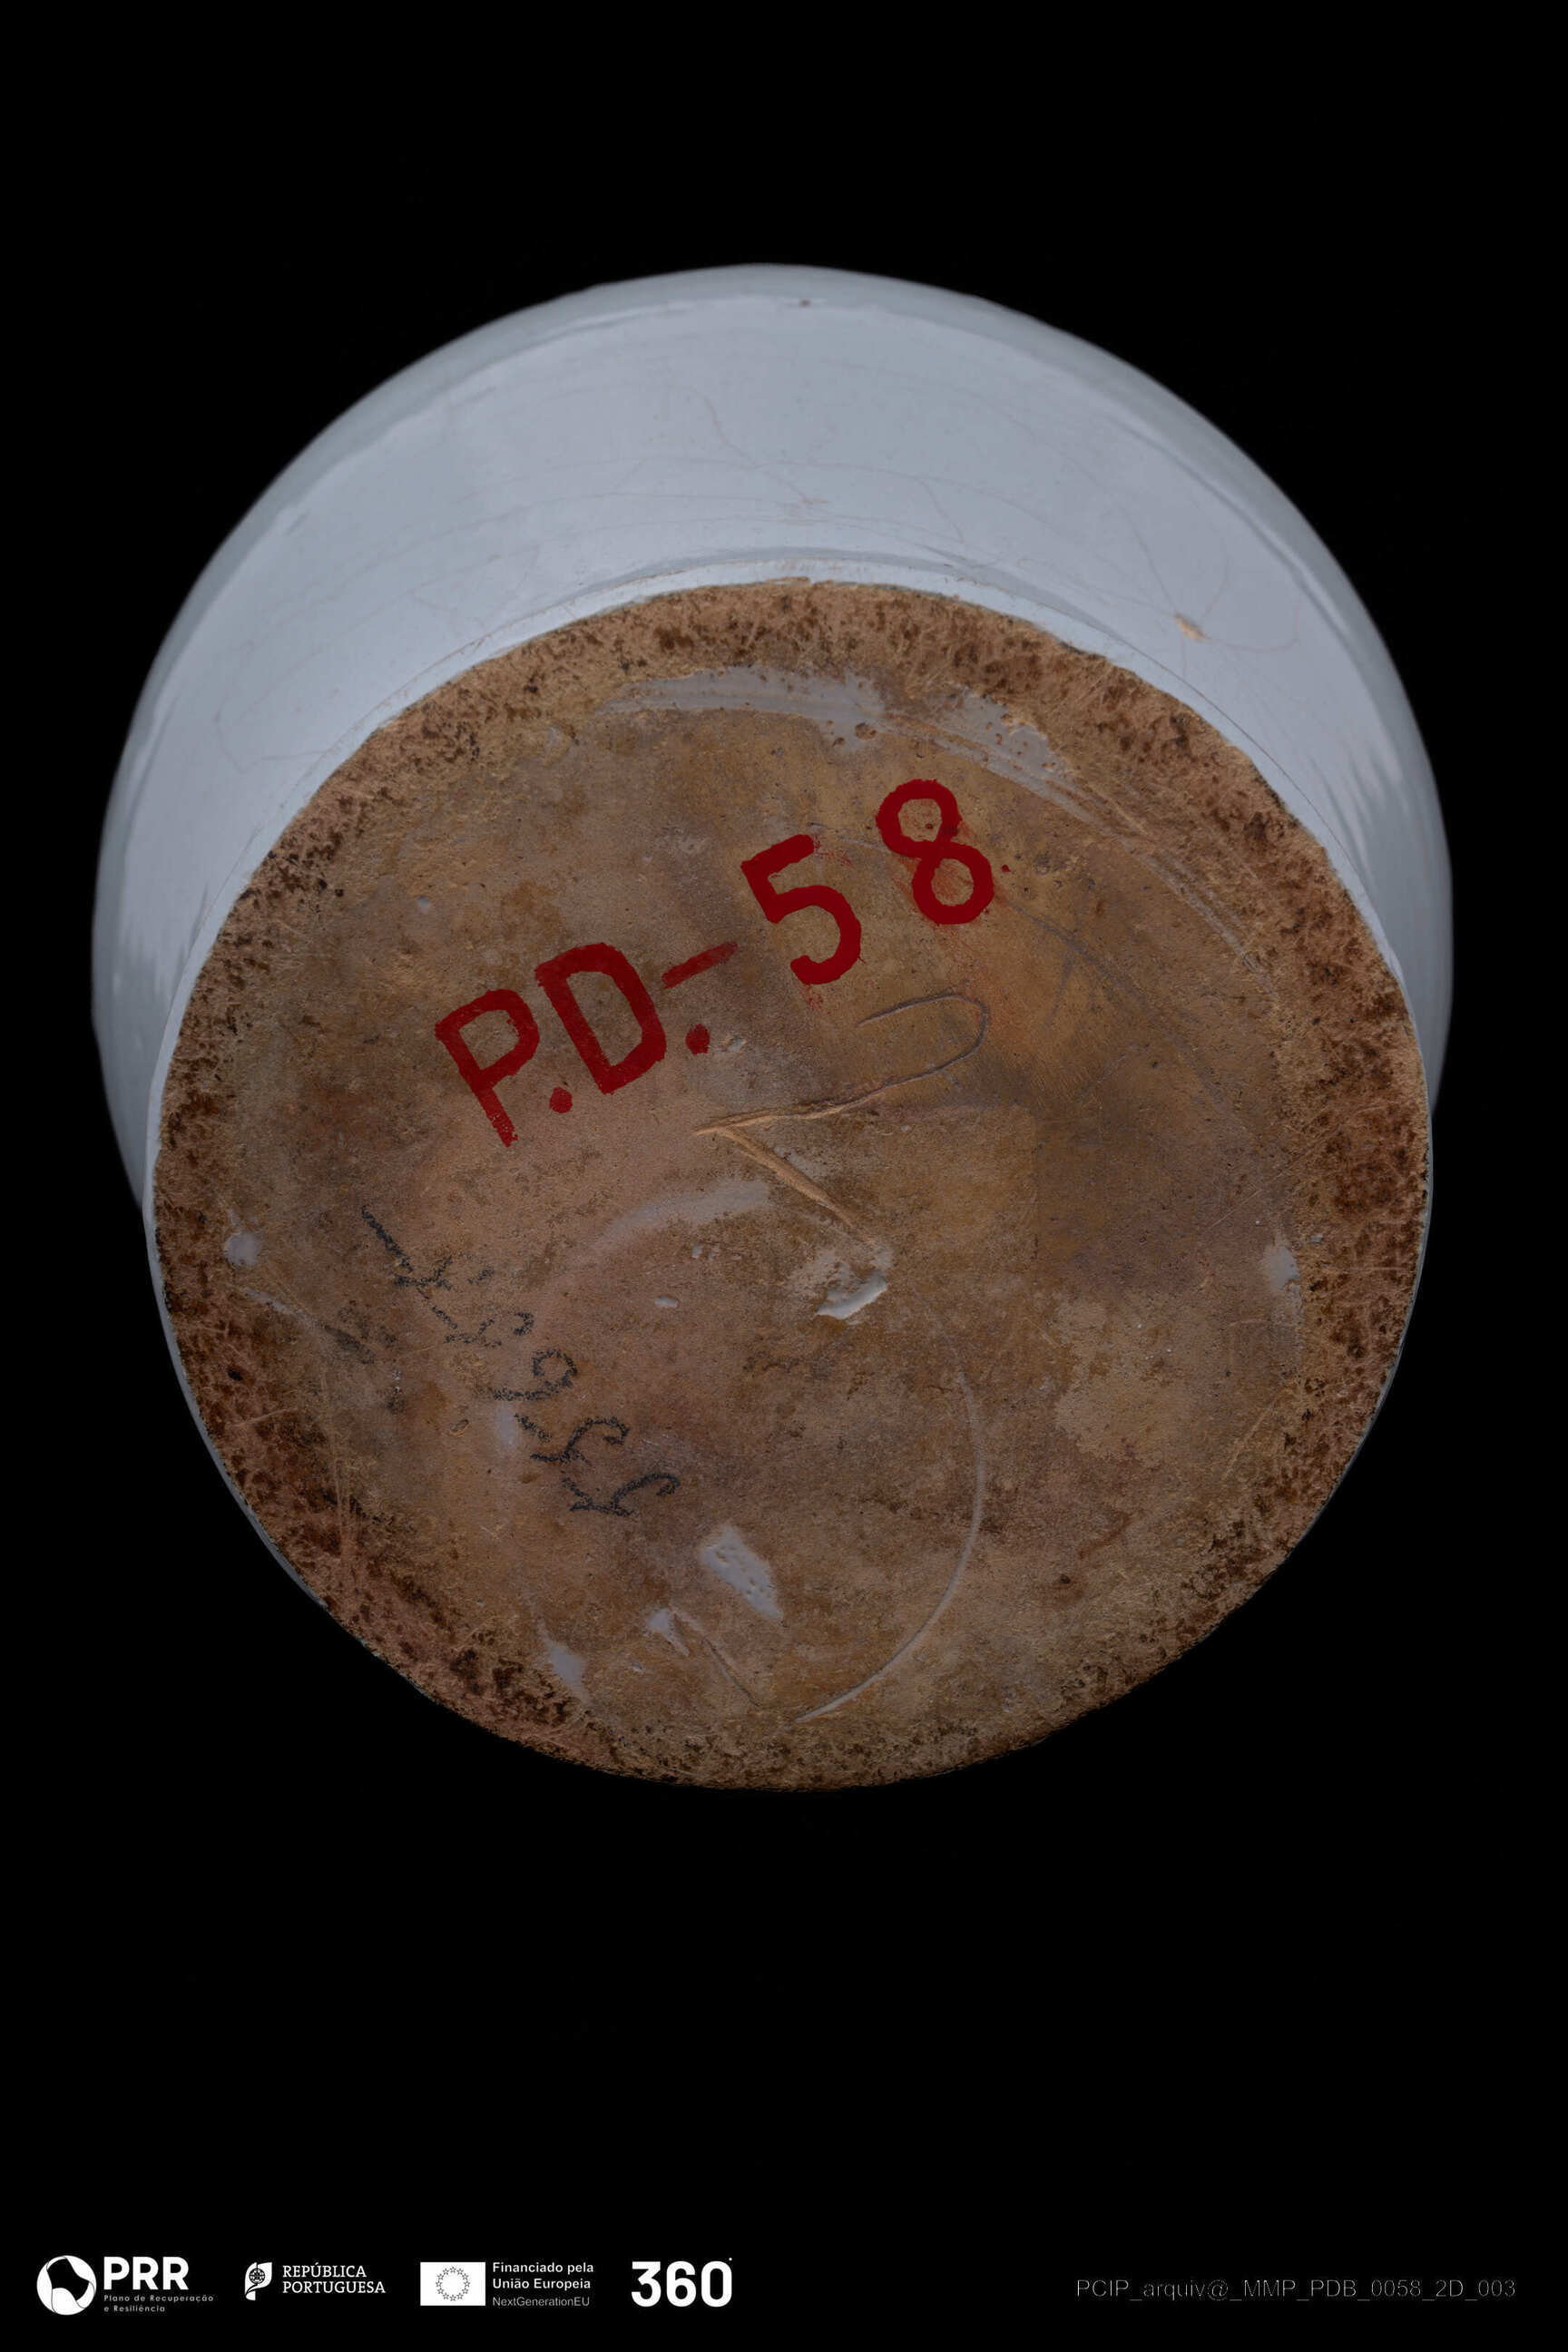 P.D.-58
PRR
Plano de Recuperação
e Resiliência
REPÚBLICA
PORTUGUESA
Financiado pela
União Europeia
NextGenerationEU
360
PCIP_arquiv@_MMP_PDB_0058_2D_003